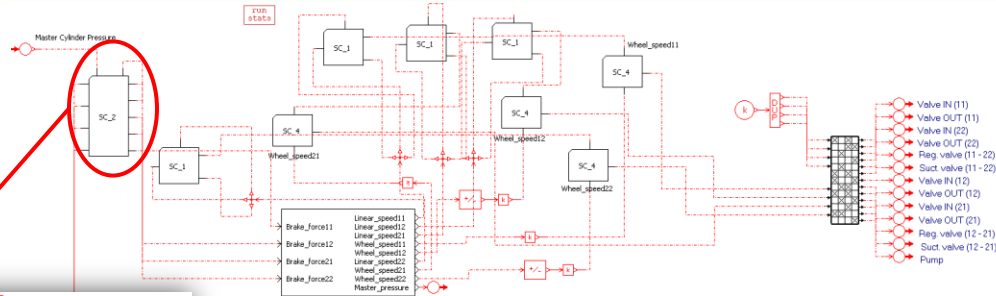 run
stats
Master Cylinder Pressure
SC_2
SC_1
SC_1
SC_1
Wheel_speed11
SC_4
SC_4
Wheel_speed12
SC_4
Wheel_speed21
SC_1
SC_4
Wheel_speed22
k
+/-
k
k
+/-
k
Brake_force11
Brake_force12
Brake_force21
Brake_force22
Linear_speed11
Linear_speed12
Linear_speed21
Wheel_speed11
Wheel_speed12
Linear_speed22
Wheel_speed21
Wheel_speed22
Master_pressure
k
DUP
Valve IN (11)
Valve OUT (11)
Valve IN (22)
Valve OUT (22)
Reg. valve (11 - 22)
Suct. valve (11 - 22)
Valve IN (12)
Valve OUT (12)
Valve IN (21)
Valve OUT (21)
Reg. valve (12 - 21)
Suct. valve (12 - 21)
Pump